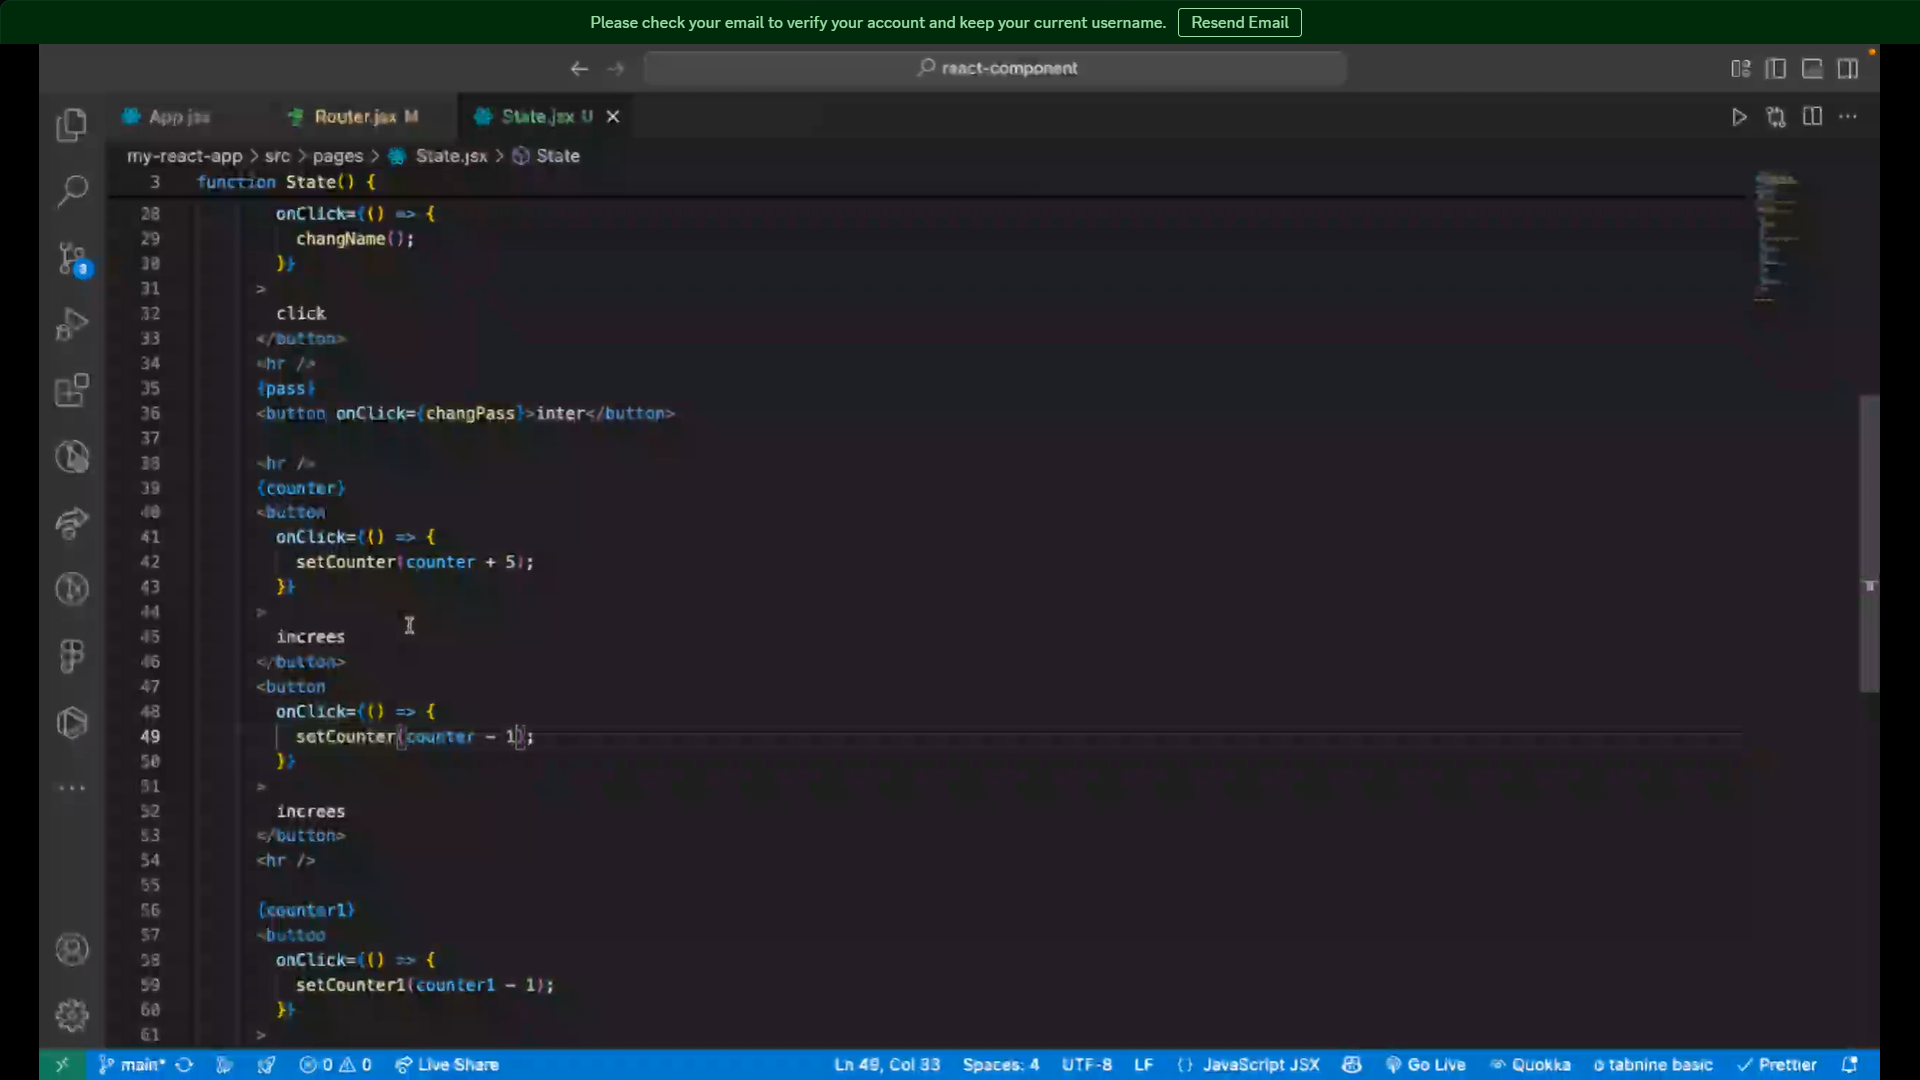 Please check your email to verify your account and keep your current username. Resend Email
react-component
App.jsx Router.jsx M State.jsx U
my-react-app > src > pages > State.jsx > State
3 function State() {
28 onClick={() => {
29 changName();
30 }}
31 >
32 click
33 </button>
34 <hr />
35 {pass}
36 <button onClick={changPass}>inter</button>
37
38 <hr />
39 {counter}
40 <button
41 onClick={() => {
42 setCounter(counter + 5);
43 }}
44 >
45 increes
46 </button>
47 <button
48 onClick={() => {
49 setCounter(counter - 1);
50 }}
51 >
52 increes
53 </button>
54 <hr />
55
56 {counter1}
57 <button
58 onClick={() => {
59 setCounter1(counter1 - 1);
60 }}
61 >
3
main* 0 0 Live Share Ln 49, Col 33 Spaces: 4 UTF-8 LF {} JavaScript JSX Go Live Quokka tabnine basic Prettier